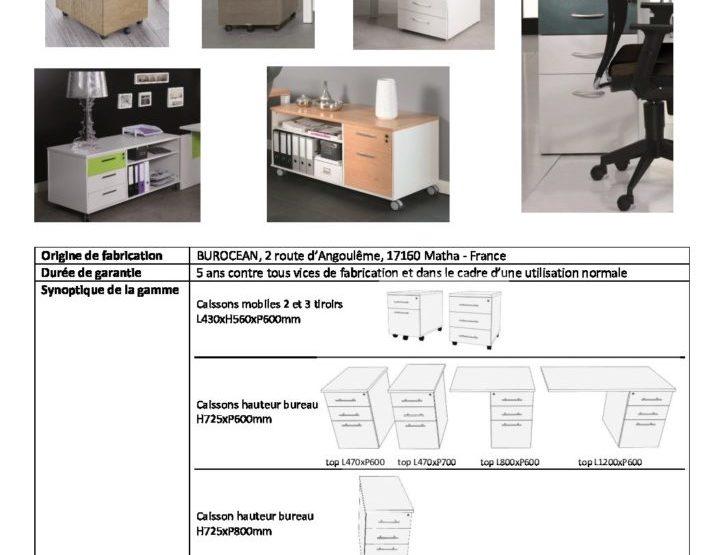 Origine de fabrication
BUROCEAN, 2 route d'Angoulême, 17160 Matha - France
Durée de garantie
5 ans contre tous vices de fabrication et dans le cadre d'une utilisation normale
Synoptique de la gamme
Caissons mobiles 2 et 3 tiroirs
L430xH560xP600mm
Caissons hauteur bureau
H725xP600mm
top L470xP600 top L470xP700 top L800xP600 top L1200xP600
Caisson hauteur bureau
H725xP800mm